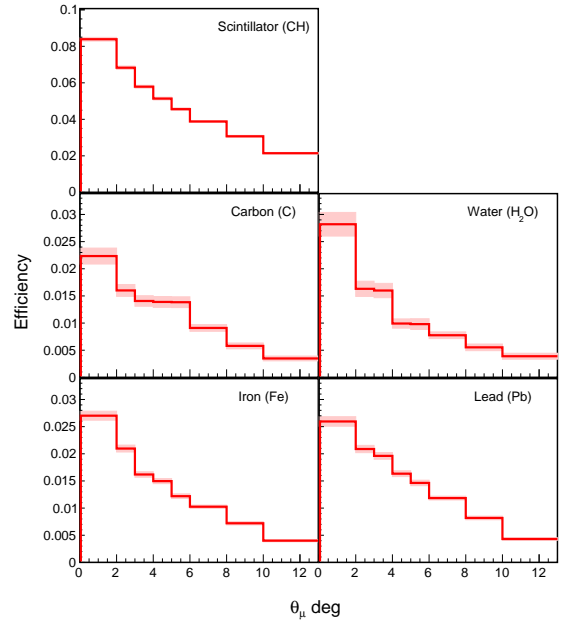 Scintillator (CH)
0.1
0.08
0.06
0.04
0.02
0
Carbon (C)
Water (H₂O)
0.03
0.025
0.02
0.015
0.01
0.005
0
Iron (Fe)
Lead (Pb)
0.03
0.025
0.02
0.015
0.01
0.005
0
0 2 4 6 8 10 12 0 2 4 6 8 10 12
Efficiency
θμ deg